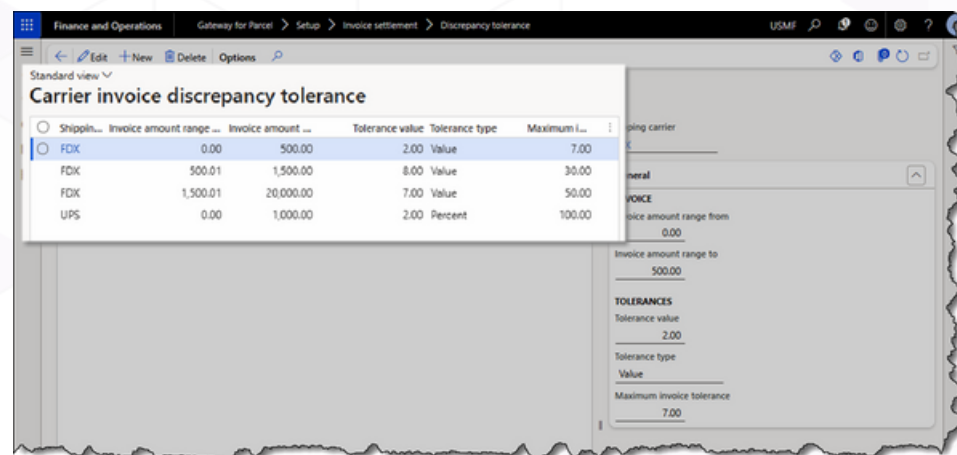 Finance and Operations Gateway for Parcel > Setup > Invoice settlement > Discrepancy tolerance USMF ?
Edit + New Delete Options
Standard view
Carrier invoice discrepancy tolerance
Shippin... Invoice amount range ... Invoice amount ... Tolerance value Tolerance type Maximum i...
FDX 0.00 500.00 2.00 Value 7.00
FDX 500.01 1,500.00 8.00 Value 30.00
FDX 1,500.01 20,000.00 7.00 Value 50.00
UPS 0.00 1,000.00 2.00 Percent 100.00
ping carrier
neral
VOICE
oice amount range from
0.00
Invoice amount range to
500.00
TOLERANCES
Tolerance value
2.00
Tolerance type
Value
Maximum invoice tolerance
7.00